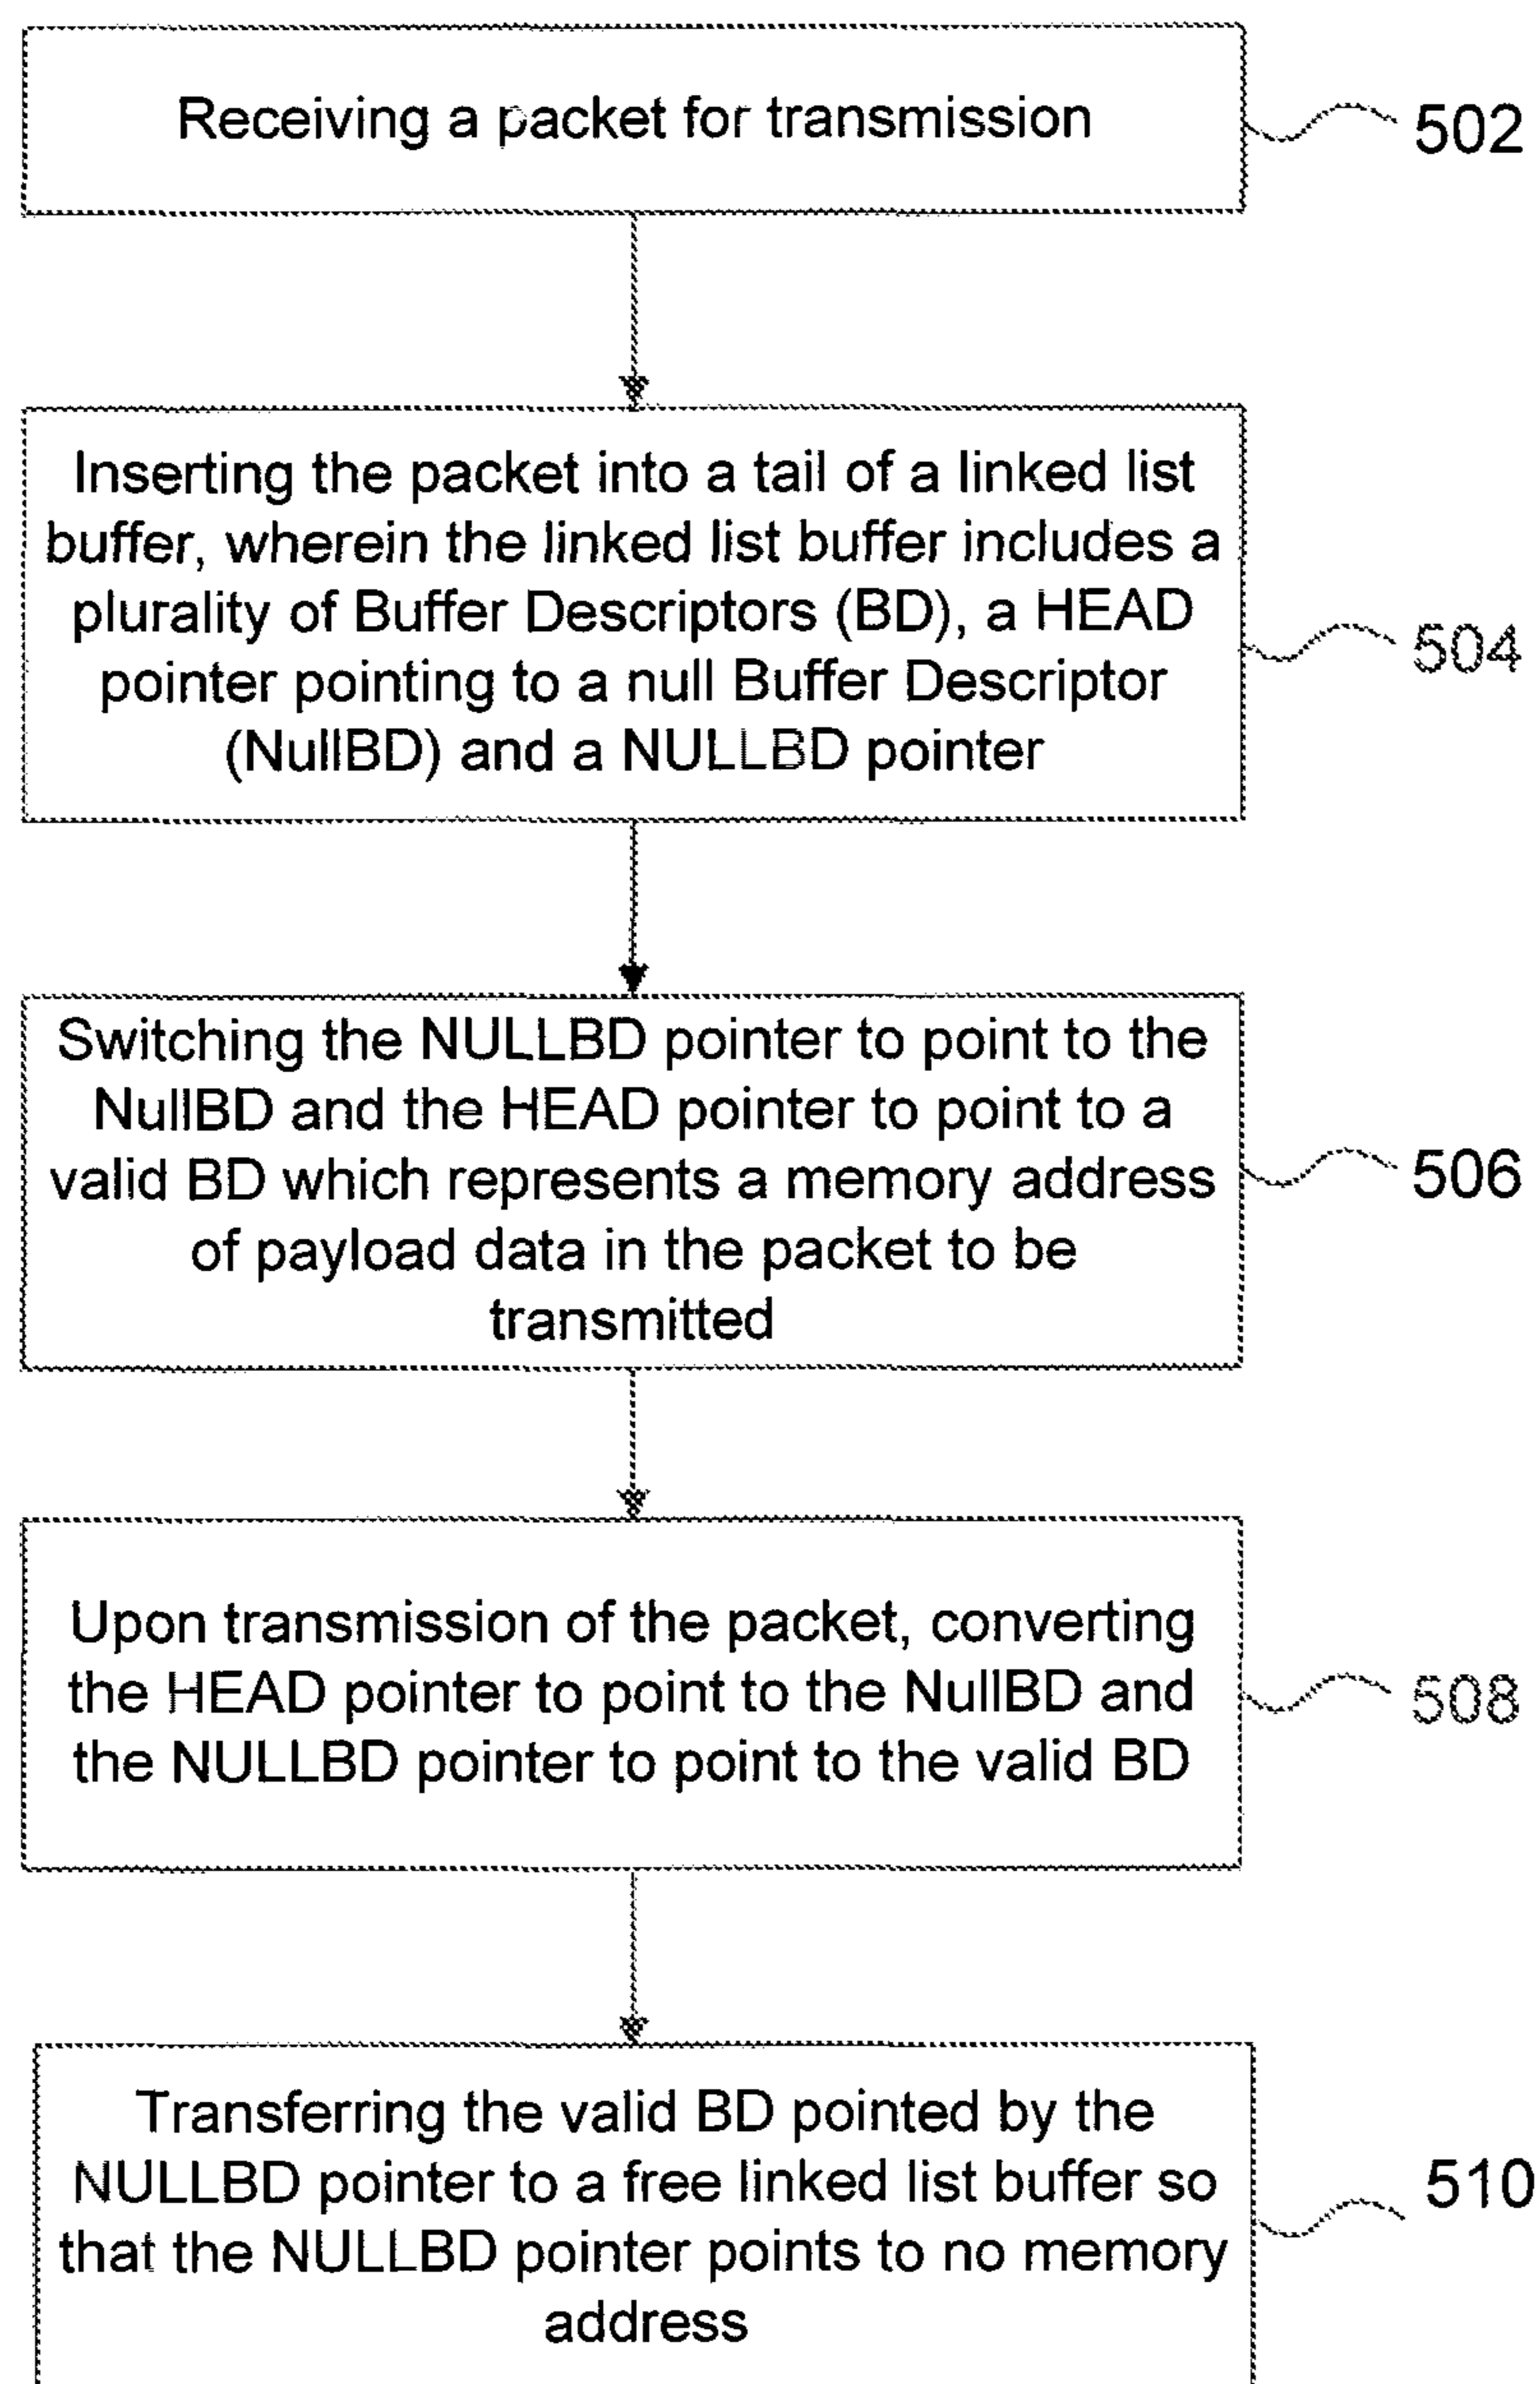 Receiving a packet for transmission
502
Inserting the packet into a tail of a linked list
buffer, wherein the linked list buffer includes a
plurality of Buffer Descriptors (BD), a HEAD
pointer pointing to a null Buffer Descriptor
(NullBD) and a NULLBD pointer
504
Switching the NULLBD pointer to point to the
NullBD and the HEAD pointer to point to a
valid BD which represents a memory address
of payload data in the packet to be
transmitted
506
Upon transmission of the packet, converting
the HEAD pointer to point to the NullBD and
the NULLBD pointer to point to the valid BD
508
Transferring the valid BD pointed by the
NULLBD pointer to a free linked list buffer so
that the NULLBD pointer points to no memory
address
510